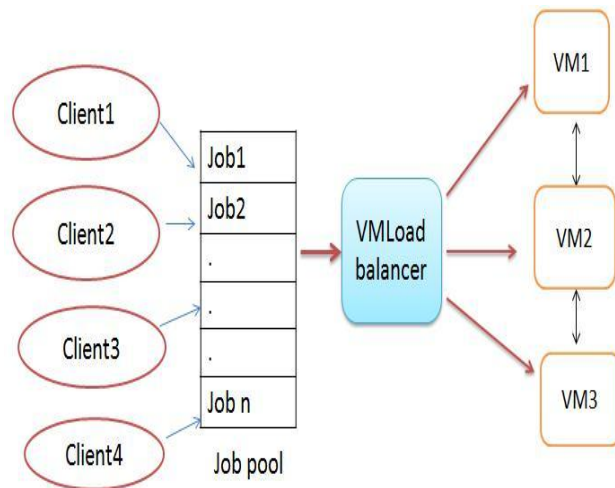 Client1
Client2
Client3
Client4
Job1
Job2
.
.
.
Job n
Job pool
VMLoad
balancer
VM1
VM2
VM3